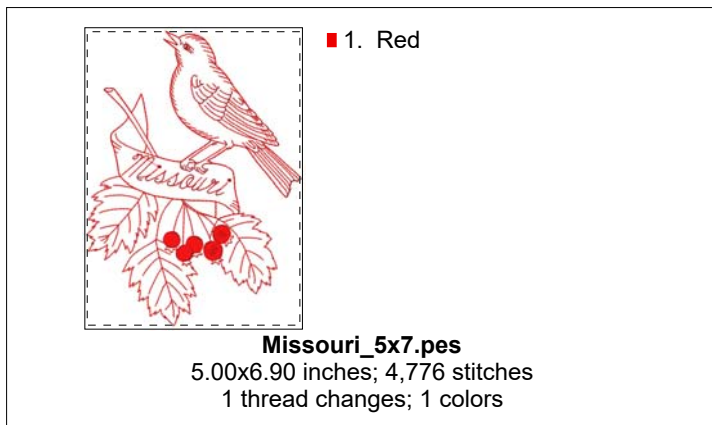 1. Red
Missouri
Missouri_5x7.pes
5.00x6.90 inches; 4,776 stitches
1 thread changes; 1 colors